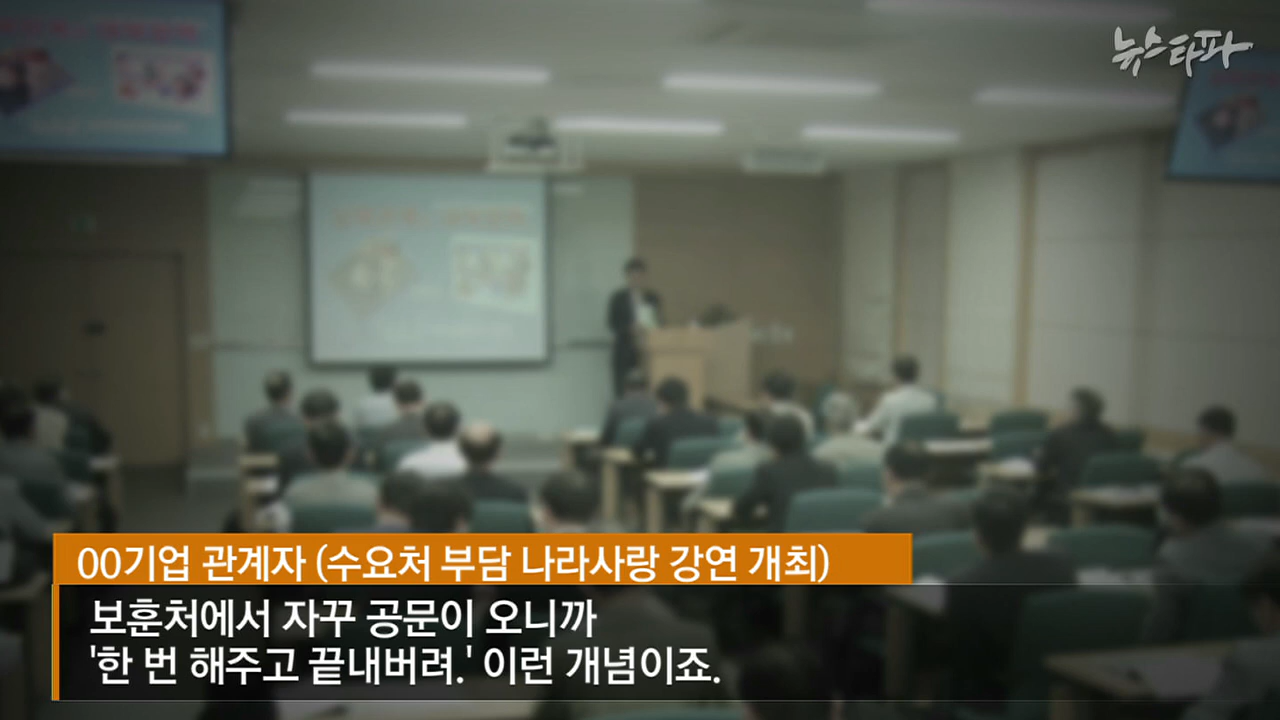 뉴스타파
00기업 관계자 (수요처 부담 나라사랑 강연 개최)
보훈처에서 자꾸 공문이 오니까
'한 번 해주고 끝내버려.' 이런 개념이죠.